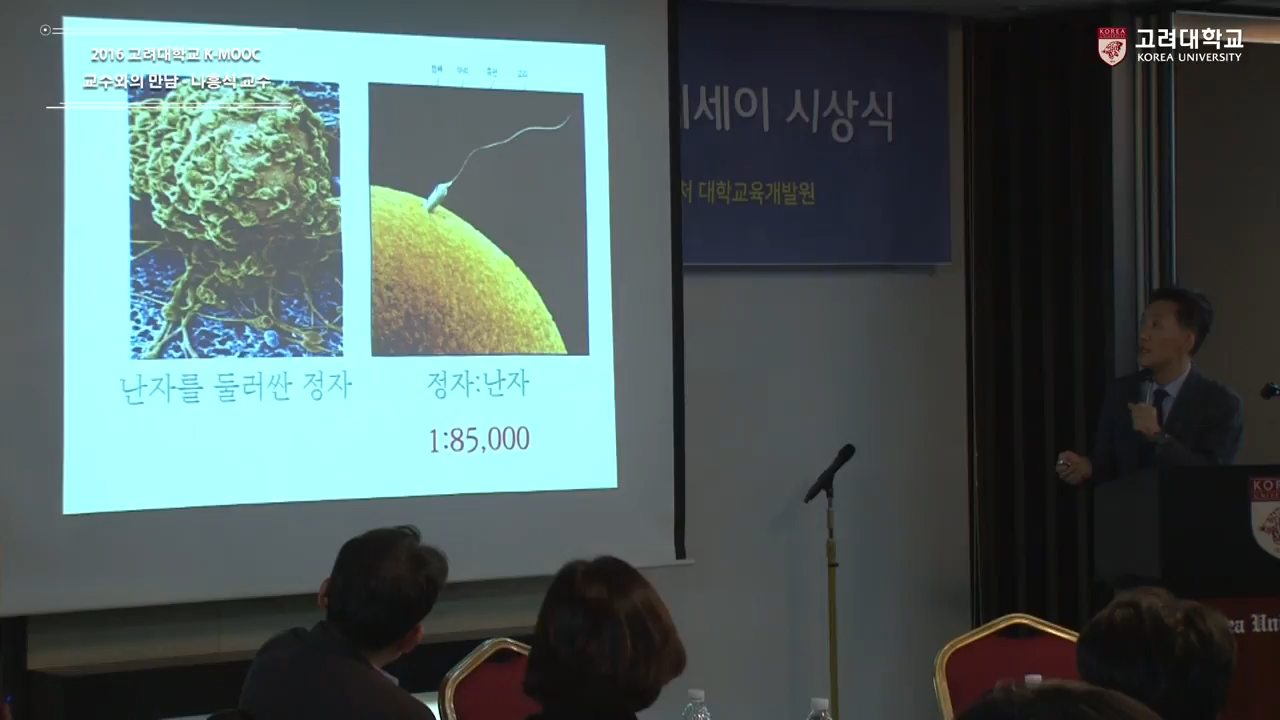 2016 고려대학교 K-MOOC
교수와의 만남 - 나흥식 교수
KOREA
고려대학교
KOREA UNIVERSITY
세이 시상식
처 대학교육개발원
난자를 둘러싼 정자
정자:난자
1:85,000